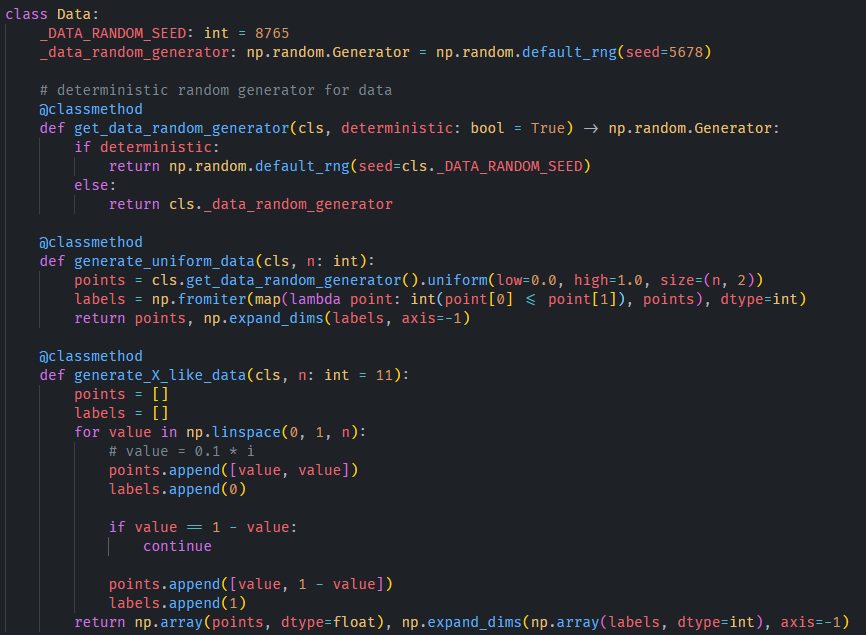 class Data:
    _DATA_RANDOM_SEED: int = 8765
    _data_random_generator: np.random.Generator = np.random.default_rng(seed=5678)

    # deterministic random generator for data
    @classmethod
    def get_data_random_generator(cls, deterministic: bool = True) → np.random.Generator:
        if deterministic:
            return np.random.default_rng(seed=cls._DATA_RANDOM_SEED)
        else:
            return cls._data_random_generator

    @classmethod
    def generate_uniform_data(cls, n: int):
        points = cls.get_data_random_generator().uniform(low=0.0, high=1.0, size=(n, 2))
        labels = np.fromiter(map(lambda point: int(point[0] ⩽ point[1]), points), dtype=int)
        return points, np.expand_dims(labels, axis=-1)

    @classmethod
    def generate_X_like_data(cls, n: int = 11):
        points = []
        labels = []
        for value in np.linspace(0, 1, n):
            # value = 0.1 * i
            points.append([value, value])
            labels.append(0)

            if value == 1 - value:
                continue

            points.append([value, 1 - value])
            labels.append(1)
        return np.array(points, dtype=float), np.expand_dims(np.array(labels, dtype=int), axis=-1)